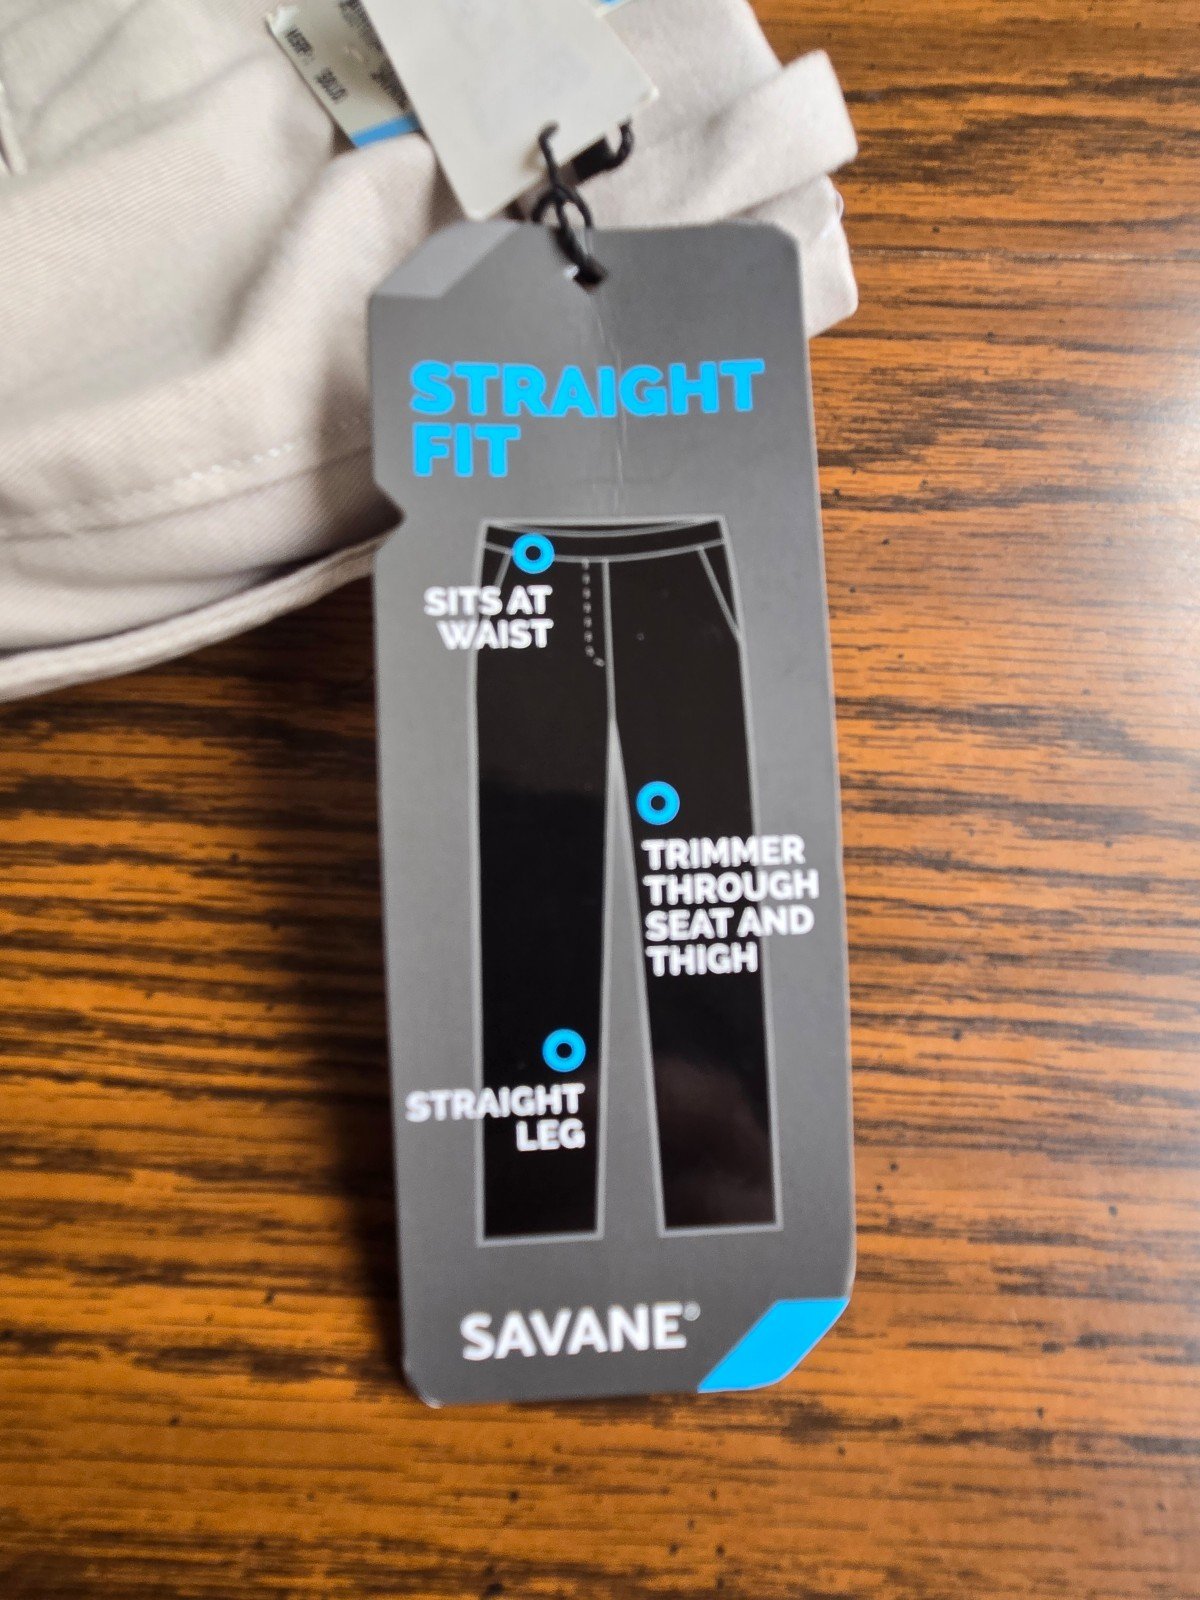 STRAIGHT
FIT
SITS AT
WAIST
TRIMMER
THROUGH
SEAT AND
THIGH
STRAIGHT
LEG
SAVANE®